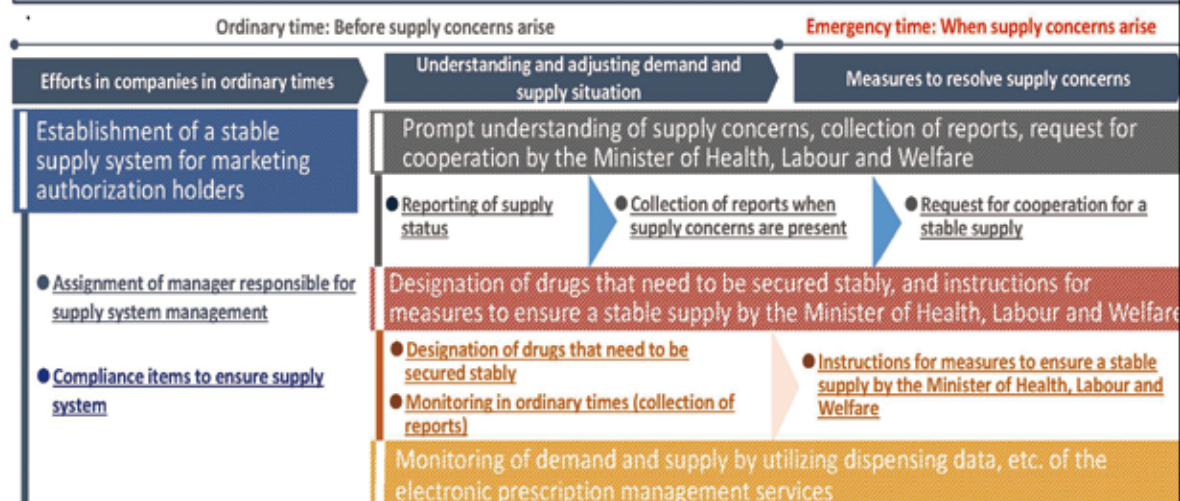 Ordinary time: Before supply concerns arise
Emergency time: When supply concerns arise
Efforts in companies in ordinary times
Understanding and adjusting demand and
supply situation
Measures to resolve supply concerns
Establishment of a stable
supply system for marketing
authorization holders
● Assignment of manager responsible for
supply system management
● Compliance items to ensure supply
system
Prompt understanding of supply concerns, collection of reports, request for
cooperation by the Minister of Health, Labour and Welfare
● Reporting of supply
status
● Collection of reports when
supply concerns are present
● Request for cooperation for a
stable supply
Designation of drugs that need to be secured stably, and instructions for
measures to ensure a stable supply by the Minister of Health, Labour and Welfare
● Designation of drugs that need to be
secured stably
● Monitoring in ordinary times (collection of
reports)
● Instructions for measures to ensure a stable
supply by the Minister of Health, Labour and
Welfare
Monitoring of demand and supply by utilizing dispensing data, etc. of the
electronic prescription management services